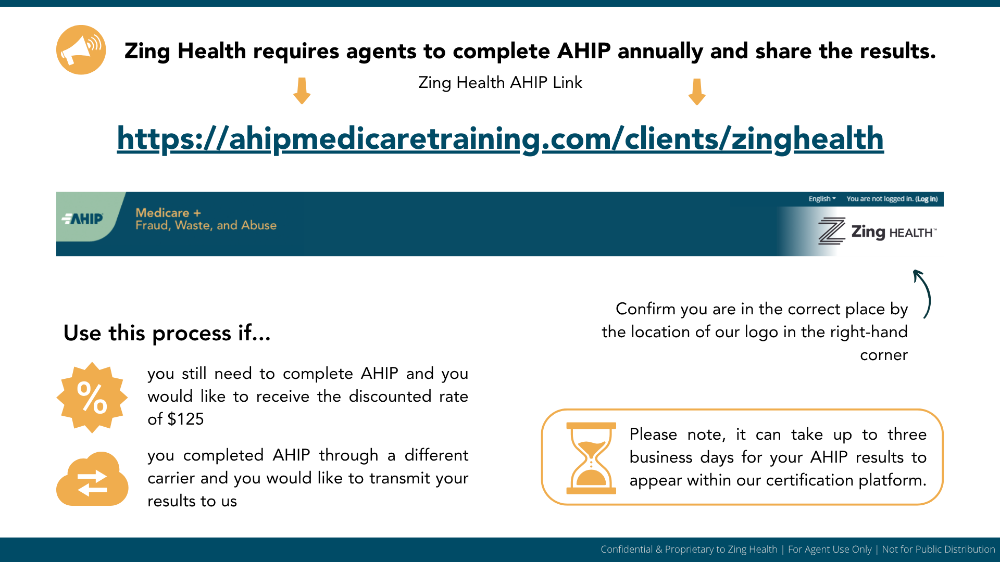 Zing Health requires agents to complete AHIP annually and share the results.
Zing Health AHIP Link
https://ahipmedicaretraining.com/clients/zinghealth
English
You are not logged in. (Log in)
AHIP
Medicare +
Fraud, Waste, and Abuse
Zing HEALTH™
Confirm you are in the correct place by
the location of our logo in the right-hand
corner
Use this process if...
%
you still need to complete AHIP and you
would like to receive the discounted rate
of $125
you completed AHIP through a different
carrier and you would like to transmit your
results to us
Please note, it can take up to three
business days for your AHIP results to
appear within our certification platform.
Confidential & Proprietary to Zing Health | For Agent Use Only | Not for Public Distribution